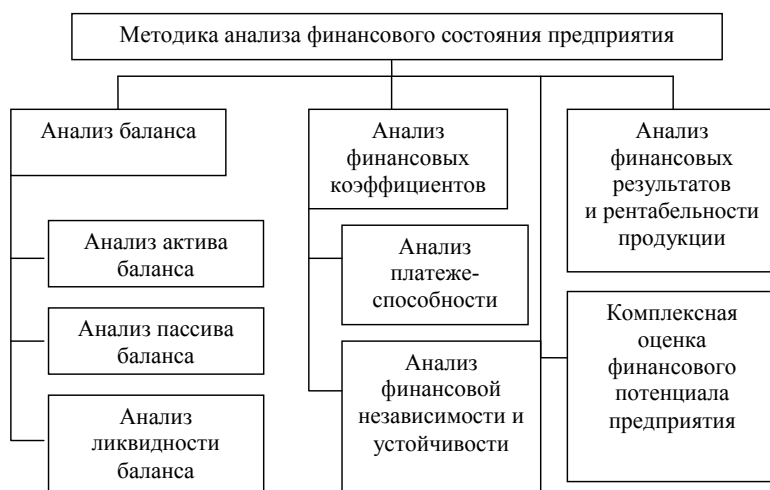 Методика анализа финансового состояния предприятия
Анализ баланса
Анализ актива
баланса
Анализ пассива
баланса
Анализ
ликвидности
баланса
Анализ
финансовых
коэффициентов
Анализ
платеже-
способности
Анализ
финансовой
независимости и
устойчивости
Анализ
финансовых
результатов
и рентабельности
продукции
Комплексная
оценка
финансового
потенциала
предприятия